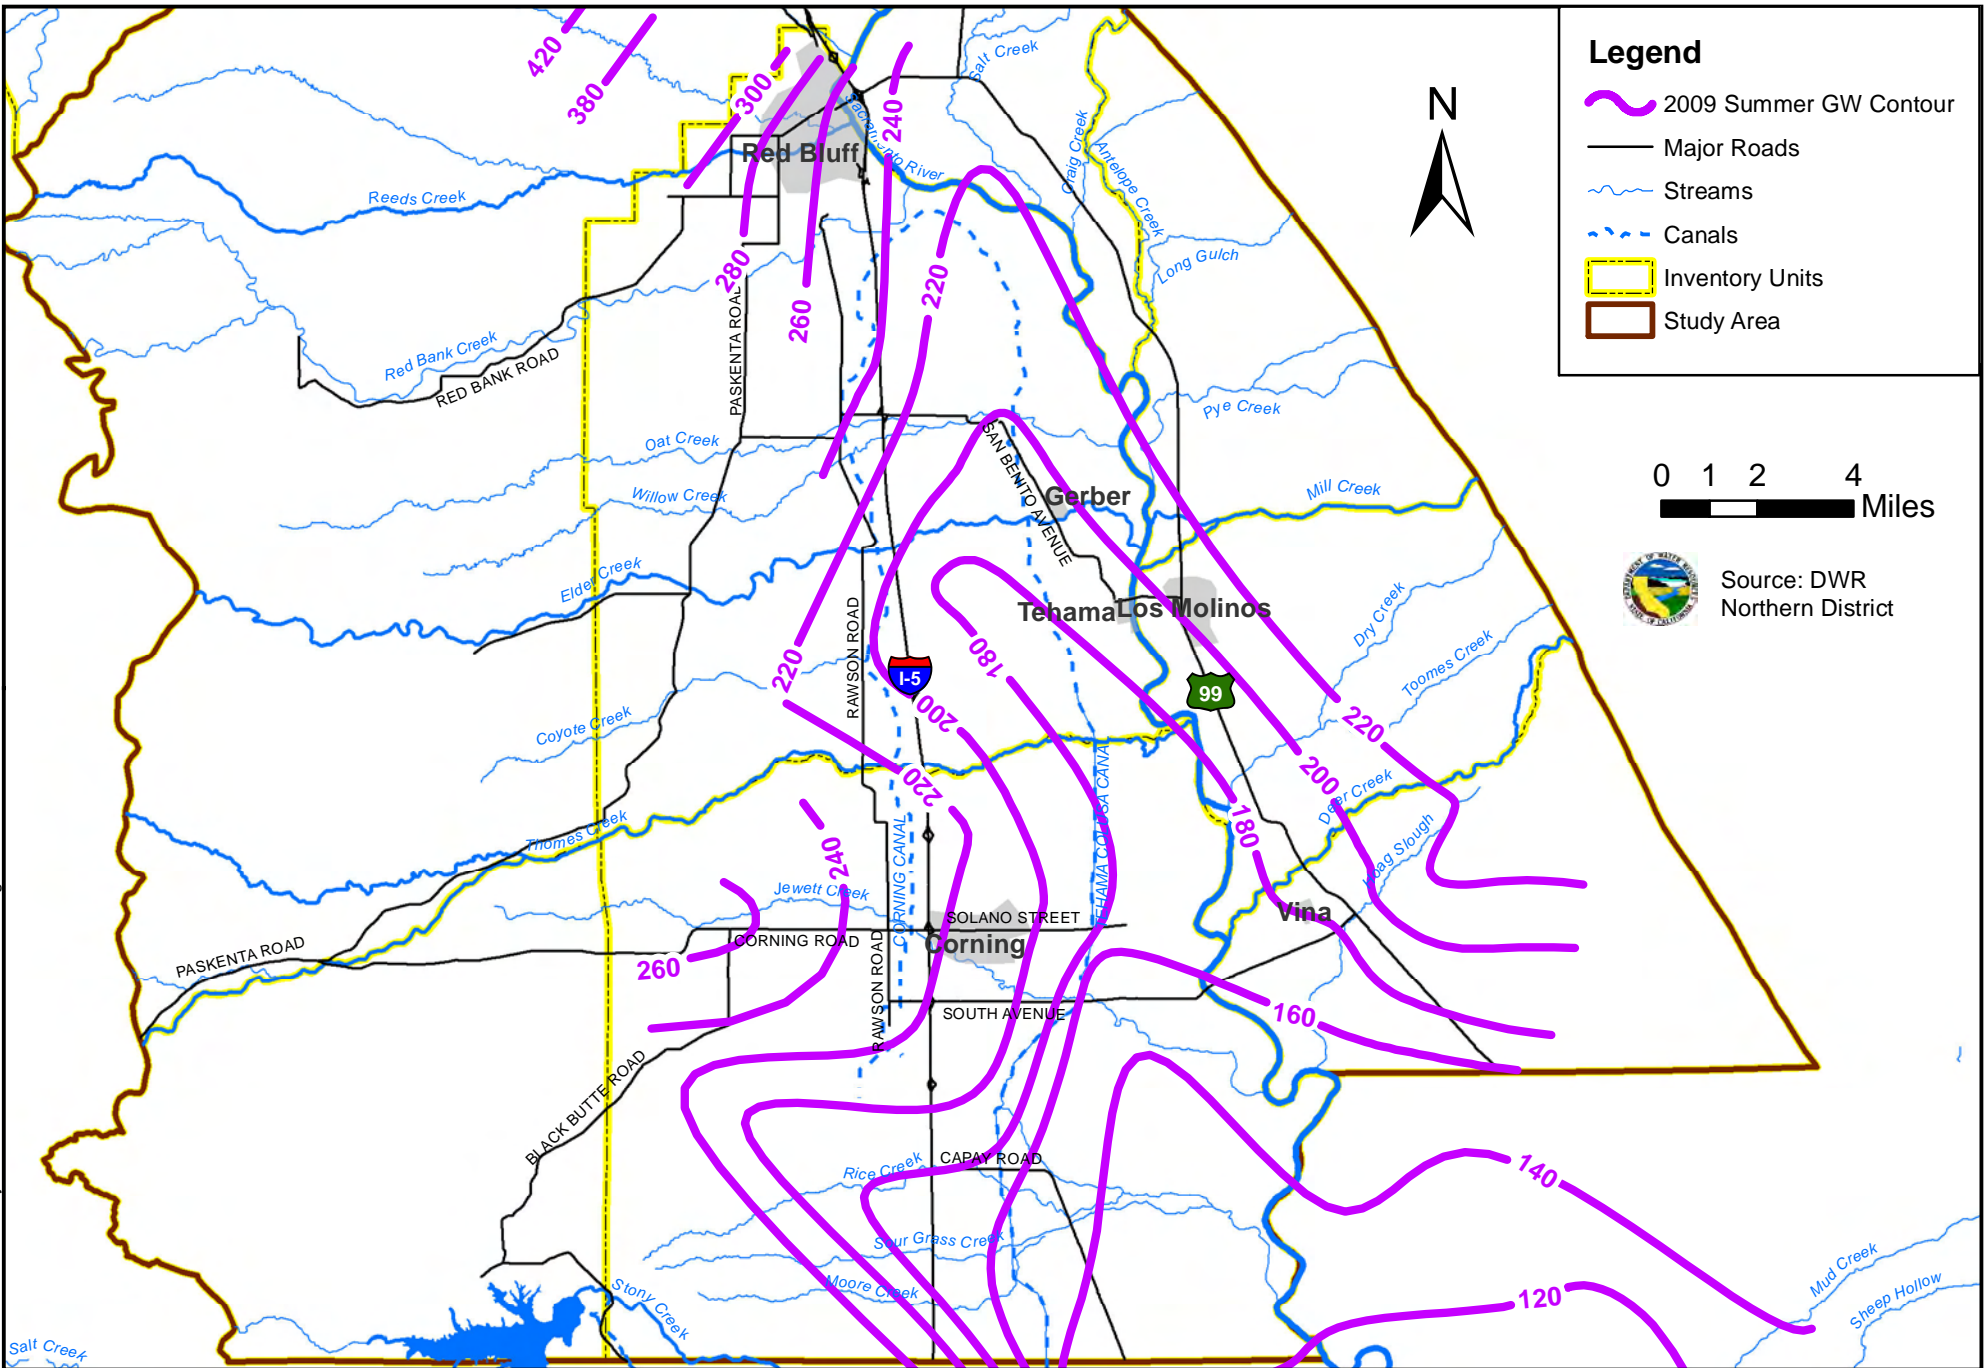 Legend
2009 Summer GW Contour
Major Roads
Streams
Canals
Inventory Units
Study Area
N
0 1 2 4
Miles
Source: DWR
Northern District
420
380
300
240
Salt Creek
Sacramento River
Red Bluff
Craig Creek
Antelope Creek
Reeds Creek
Long Gulch
280
260
220
PASKENTA ROAD
Red Bank Creek
RED BANK ROAD
Pye Creek
Oat Creek
Willow Creek
SAN BENITO AVENUE
Gerber
Mill Creek
Elder Creek
Tehama
Los Molinos
Dry Creek
Toomes Creek
RAWSON ROAD
220
180
I-5
99
200
220
Coyote Creek
220
200
Deer Creek
TEHAMA COLUSA CANAL
180
Hoag Slough
Thomes Creek
240
CORNING CANAL
Jewett Creek
SOLANO STREET
Vina
CORNING ROAD
Corning
PASKENTA ROAD
260
RAWSON ROAD
SOUTH AVENUE
160
BLACK BUTTE ROAD
Rice Creek
CAPAY ROAD
140
Sour Grass Creek
Moore Creek
Stony Creek
120
Mud Creek
Sheep Hollow
Salt Creek